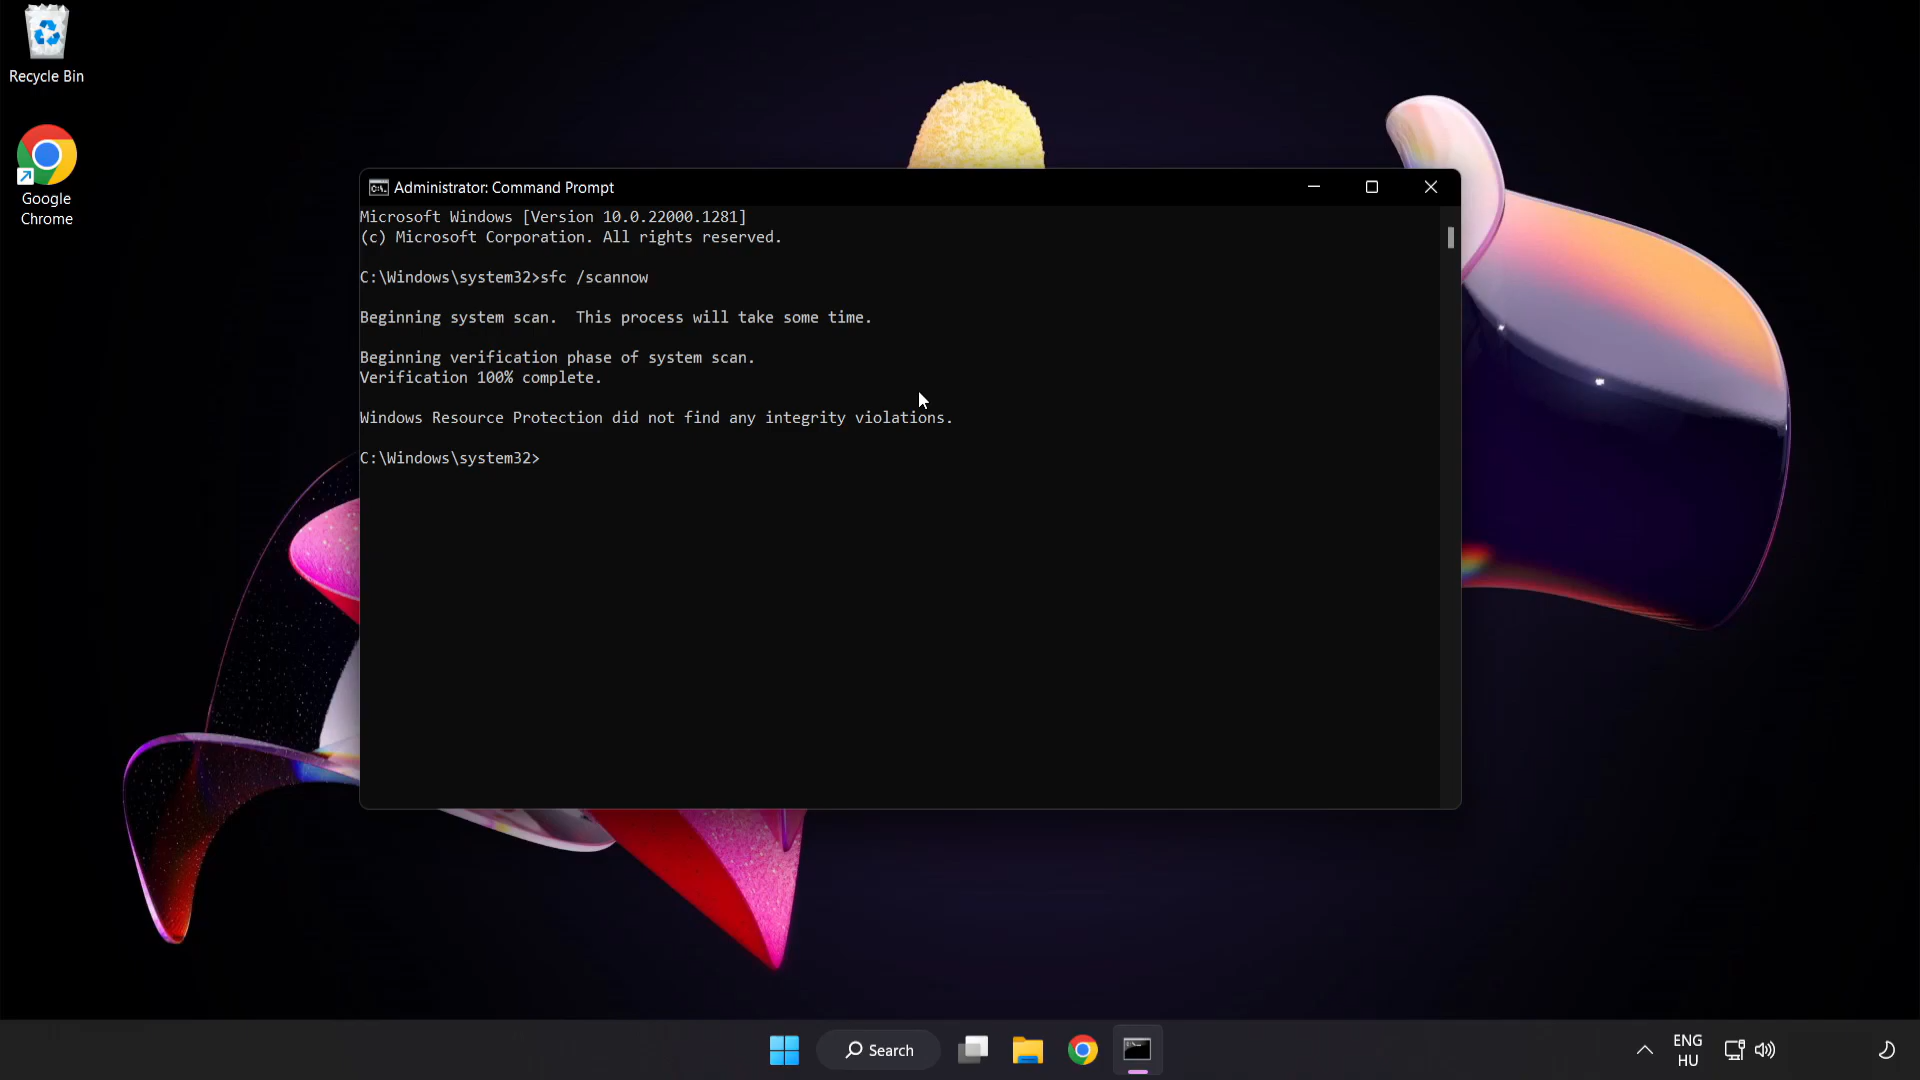 Recycle Bin
Google
Chrome
Administrator: Command Prompt
Microsoft Windows [Version 10.0.22000.1281]
(c) Microsoft Corporation. All rights reserved.
C:\Windows\system32>sfc /scannow
Beginning system scan.  This process will take some time.
Beginning verification phase of system scan.
Verification 100% complete.
Windows Resource Protection did not find any integrity violations.
C:\Windows\system32>
Search
ENG
HU